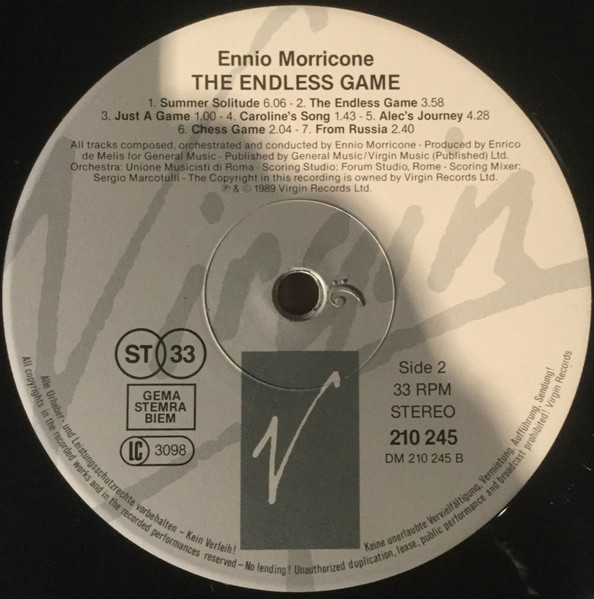 Ennio Morricone
THE ENDLESS GAME
1. Summer Solitude 6.06 - 2. The Endless Game 3.58
3. Just A Game 1.00 - 4. Caroline's Song 1.43 - 5. Alec's Journey 4.28
6. Chess Game 2.04 - 7. From Russia 2.40
All tracks composed, orchestrated and conducted by Ennio Morricone - Produced by Enrico
de Melis for General Music - Published by General Music/Virgin Music (Published) Ltd.
Orchestra: Unione Musicisti di Roma - Scoring Studio: Forum Studio, Rome - Scoring Mixer:
Sergio Marcotulli - The Copyright in this recording is owned by Virgin Records Ltd.
℗ & © 1989 Virgin Records Ltd.
Virgin
ST 33
GEMA
STEMRA
BIEM
LC 3098
Side 2
33 RPM
STEREO
210 245
DM 210 245 B
V
Alle Urheber- und Leistungsschutzrechte vorbehalten - Kein Verleih! Keine unerlaubte Vervielfältigung, Vermietung, Aufführung, Sendung!
All copyrights in the recorded works and in the recorded performances reserved - No lending! Unauthorized duplication, lease, public performance and broadcast prohibited! Virgin Records